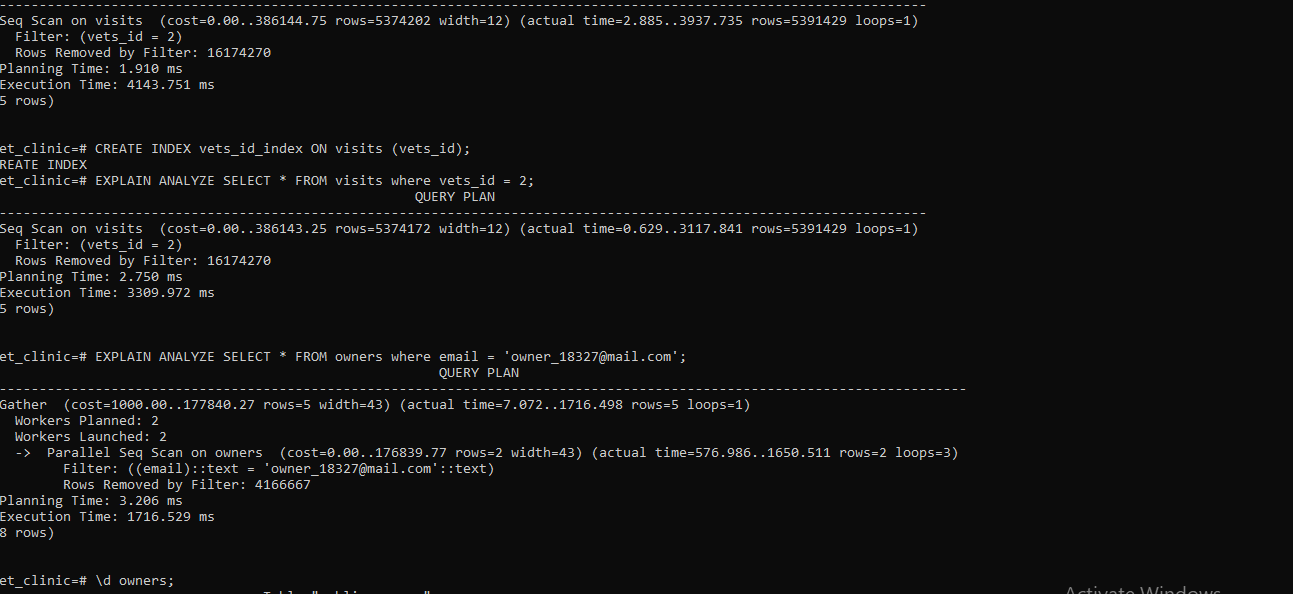 --------------------------------------------------------------------------------------------------------------------
Seq Scan on visits  (cost=0.00..386144.75 rows=5374202 width=12) (actual time=2.885..3937.735 rows=5391429 loops=1)
  Filter: (vets_id = 2)
  Rows Removed by Filter: 16174270
Planning Time: 1.910 ms
Execution Time: 4143.751 ms
5 rows)
et_clinic=# CREATE INDEX vets_id_index ON visits (vets_id);
REATE INDEX
et_clinic=# EXPLAIN ANALYZE SELECT * FROM visits where vets_id = 2;
QUERY PLAN
--------------------------------------------------------------------------------------------------------------------
Seq Scan on visits  (cost=0.00..386143.25 rows=5374172 width=12) (actual time=0.629..3117.841 rows=5391429 loops=1)
  Filter: (vets_id = 2)
  Rows Removed by Filter: 16174270
Planning Time: 2.750 ms
Execution Time: 3309.972 ms
5 rows)
et_clinic=# EXPLAIN ANALYZE SELECT * FROM owners where email = 'owner_18327@mail.com';
QUERY PLAN
-------------------------------------------------------------------------------------------------------------------------
Gather  (cost=1000.00..177840.27 rows=5 width=43) (actual time=7.072..1716.498 rows=5 loops=1)
  Workers Planned: 2
  Workers Launched: 2
  ->  Parallel Seq Scan on owners  (cost=0.00..176839.77 rows=2 width=43) (actual time=576.986..1650.511 rows=2 loops=3)
        Filter: ((email)::text = 'owner_18327@mail.com'::text)
        Rows Removed by Filter: 4166667
Planning Time: 3.206 ms
Execution Time: 1716.529 ms
8 rows)
et_clinic=# \d owners;
Activate Windows